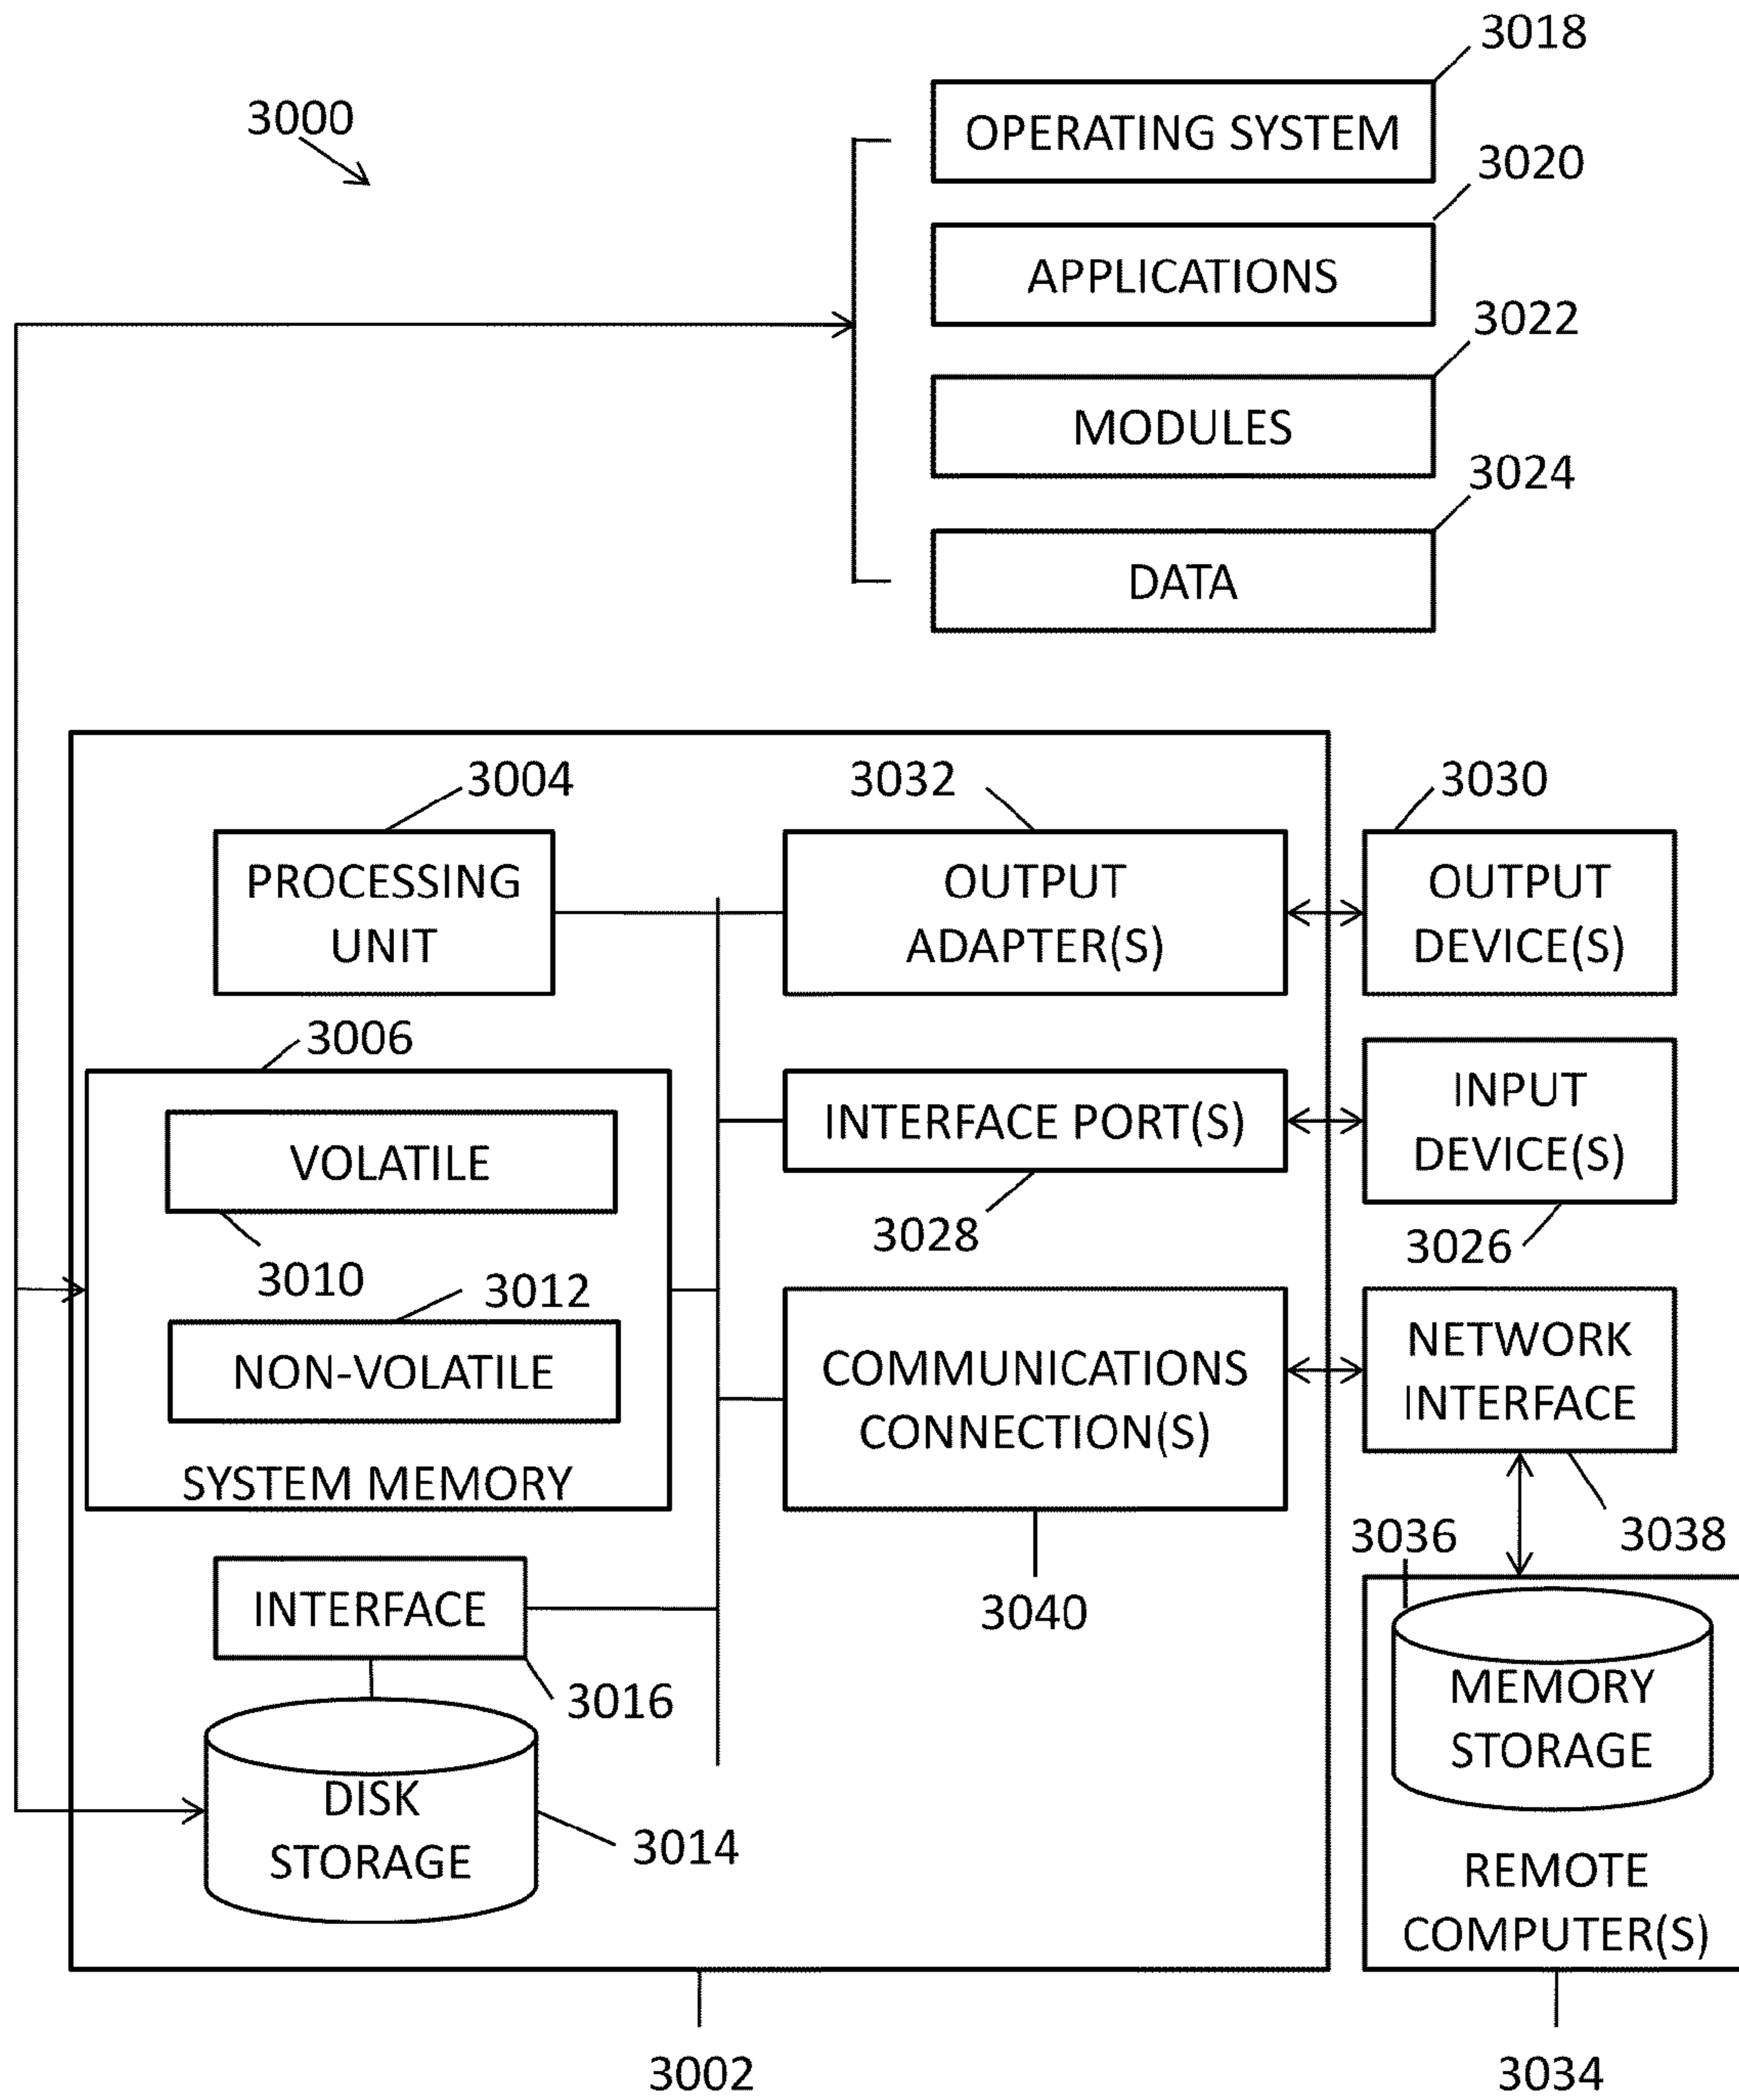 3018
3000
OPERATING SYSTEM
3020
APPLICATIONS
3022
MODULES
3024
DATA
3004
3032
3030
PROCESSING
UNIT
OUTPUT
ADAPTER(S)
OUTPUT
DEVICE(S)
3006
VOLATILE
3010
3012
NON-VOLATILE
SYSTEM MEMORY
INTERFACE PORT(S)
3028
INPUT
DEVICE(S)
3026
COMMUNICATIONS
CONNECTION(S)
3040
NETWORK
INTERFACE
3038
3036
INTERFACE
3016
DISK
STORAGE
3014
MEMORY
STORAGE
REMOTE
COMPUTER(S)
3002
3034